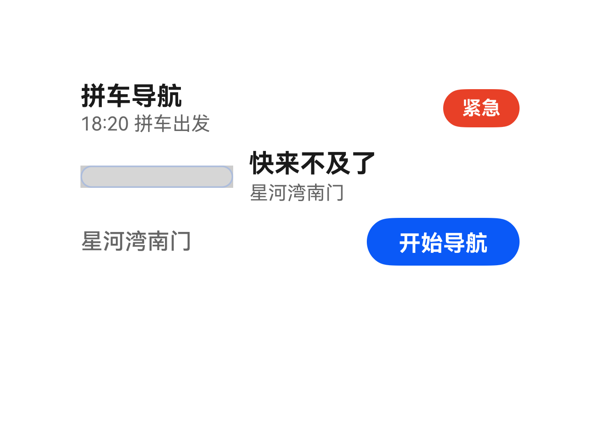 拼车导航
紧急
18:20 拼车出发
快来不及了
星河湾南门
星河湾南门
开始导航